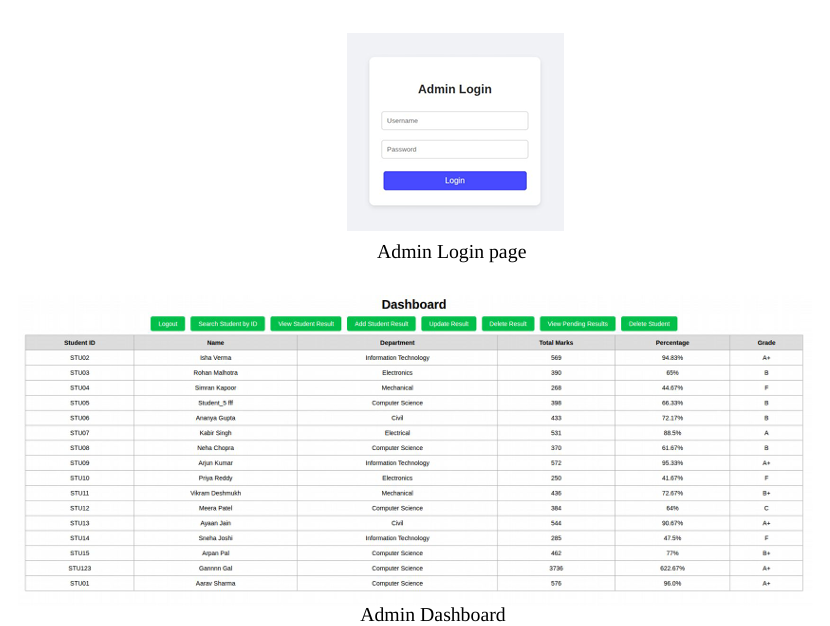 Admin Login
Username
Password
Login
Admin Login page
Dashboard
Logout Search Student by ID View Student Result Add Student Result Update Result Delete Result View Pending Results Delete Student
Student ID Name Department Total Marks Percentage Grade
STU02 Isha Verma Information Technology 569 94.83% A+
STU03 Rohan Malhotra Electronics 390 65% B
STU04 Simran Kapoor Mechanical 268 44.67% F
STU05 Student_5 fff Computer Science 398 66.33% B
STU06 Ananya Gupta Civil 433 72.17% B
STU07 Kabir Singh Electrical 531 88.5% A
STU08 Neha Chopra Computer Science 370 61.67% B
STU09 Arjun Kumar Information Technology 572 95.33% A+
STU10 Priya Reddy Electronics 250 41.67% F
STU11 Vikram Deshmukh Mechanical 436 72.67% B+
STU12 Meera Patel Computer Science 384 64% C
STU13 Ayaan Jain Civil 544 90.67% A+
STU14 Sneha Joshi Information Technology 285 47.5% F
STU15 Arpan Pal Computer Science 462 77% B+
STU123 Gannnn Gal Computer Science 3736 622.67% A+
STU01 Aarav Sharma Computer Science 576 96.0% A+
Admin Dashboard